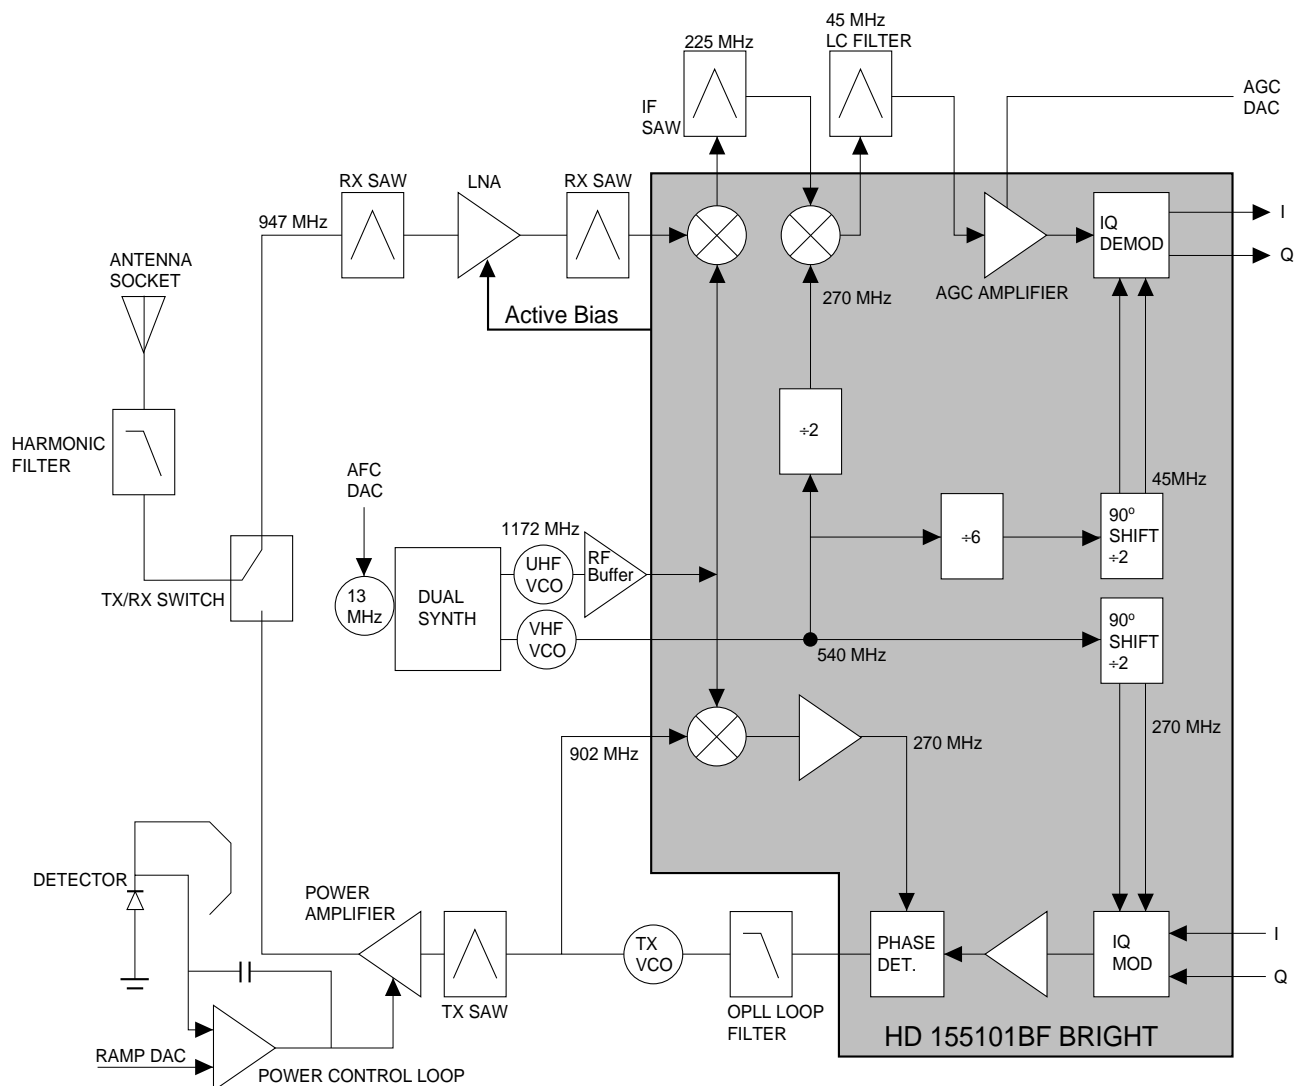 45 MHz
LC FILTER
225 MHz
AGC
DAC
IF
SAW
RX SAW
LNA
RX SAW
947 MHz
IQ
DEMOD
I
Q
ANTENNA
SOCKET
AGC AMPLIFIER
270 MHz
Active Bias
÷2
HARMONIC
FILTER
AFC
DAC
45MHz
90º
SHIFT
÷2
÷6
1172 MHz
UHF
VCO
RF
Buffer
13
MHz
DUAL
SYNTH
TX/RX SWITCH
VHF
VCO
540 MHz
90º
SHIFT
÷2
902 MHz
270 MHz
270 MHz
DETECTOR
POWER
AMPLIFIER
TX
VCO
PHASE
DET.
IQ
MOD
I
Q
TX SAW
OPLL LOOP
FILTER
HD 155101BF BRIGHT
RAMP DAC
POWER CONTROL LOOP